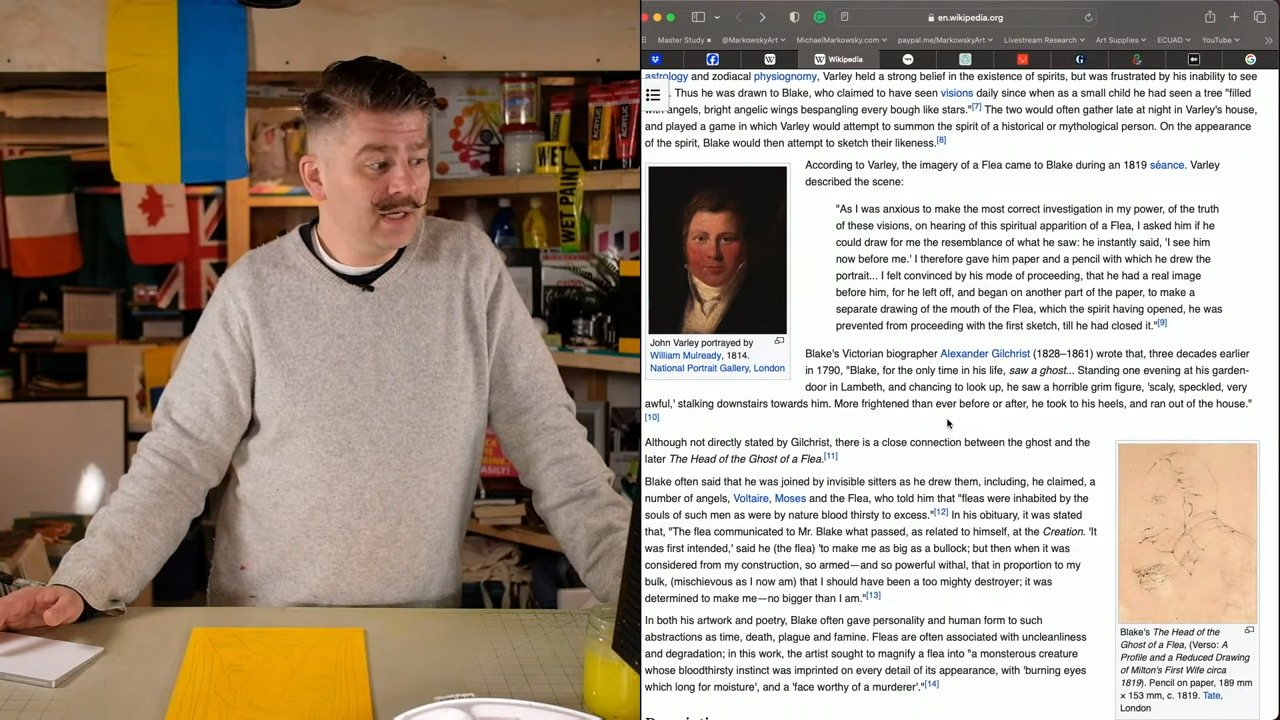 WET PAINT
WET
ACRYLIC
ACRYLIC
en.wikipedia.org
Master Study
@MarkowskyArt
MichaelMarkowsky.com
paypal.me/MarkowskyArt
Livestream Research
Art Supplies
ECUAD
YouTube
Wikipedia
astrology and zodiacal physiognomy, Varley held a strong belief in the existence of spirits, but was frustrated by his inability to see
. Thus he was drawn to Blake, who claimed to have seen visions daily since when as a small child he had seen a tree "filled
with angels, bright angelic wings bespangling every bough like stars."[7] The two would often gather late at night in Varley's house,
and played a game in which Varley would attempt to summon the spirit of a historical or mythological person. On the appearance
of the spirit, Blake would then attempt to sketch their likeness.[8]
According to Varley, the imagery of a Flea came to Blake during an 1819 séance. Varley
described the scene:
"As I was anxious to make the most correct investigation in my power, of the truth
of these visions, on hearing of this spiritual apparition of a Flea, I asked him if he
could draw for me the resemblance of what he saw: he instantly said, 'I see him
now before me.' I therefore gave him paper and a pencil with which he drew the
portrait... I felt convinced by his mode of proceeding, that he had a real image
before him, for he left off, and began on another part of the paper, to make a
separate drawing of the mouth of the Flea, which the spirit having opened, he was
prevented from proceeding with the first sketch, till he had closed it."[9]
John Varley portrayed by
William Mulready, 1814.
National Portrait Gallery, London
Blake's Victorian biographer Alexander Gilchrist (1828–1861) wrote that, three decades earlier
in 1790, "Blake, for the only time in his life, saw a ghost... Standing one evening at his garden-
door in Lambeth, and chancing to look up, he saw a horrible grim figure, 'scaly, speckled, very
awful,' stalking downstairs towards him. More frightened than ever before or after, he took to his heels, and ran out of the house."
[10]
Although not directly stated by Gilchrist, there is a close connection between the ghost and the
later The Head of the Ghost of a Flea.[11]
Blake often said that he was joined by invisible sitters as he drew them, including, he claimed, a
number of angels, Voltaire, Moses and the Flea, who told him that "fleas were inhabited by the
souls of such men as were by nature blood thirsty to excess."[12] In his obituary, it was stated
that, "The flea communicated to Mr. Blake what passed, as related to himself, at the Creation. 'It
was first intended,' said he (the flea) 'to make me as big as a bullock; but then when it was
considered from my construction, so armed—and so powerful withal, that in proportion to my
bulk, (mischievous as I now am) that I should have been a too mighty destroyer; it was
determined to make me—no bigger than I am."[13]
In both his artwork and poetry, Blake often gave personality and human form to such
abstractions as time, death, plague and famine. Fleas are often associated with uncleanliness
and degradation; in this work, the artist sought to magnify a flea into "a monstrous creature
whose bloodthirsty instinct was imprinted on every detail of its appearance, with 'burning eyes
which long for moisture', and a 'face worthy of a murderer'."[14]
Blake's The Head of the
Ghost of a Flea, (Verso: A
Profile and a Reduced Drawing
of Milton's First Wife circa
1819). Pencil on paper, 189 mm
× 153 mm, c. 1819. Tate,
London